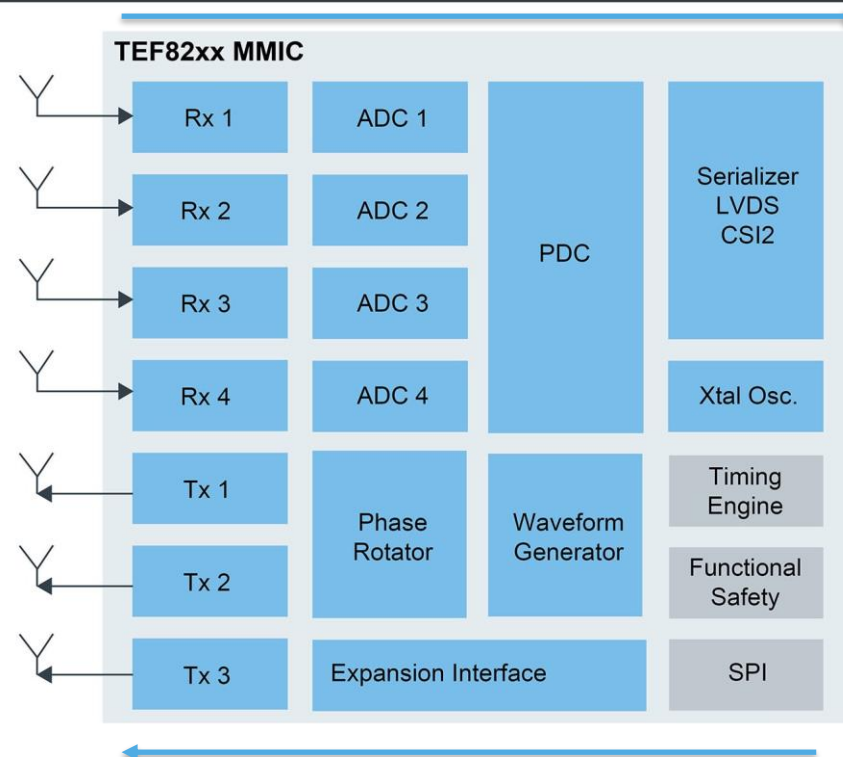 TEF82xx MMIC
Rx 1
ADC 1
PDC
Serializer
LVDS
CSI2
Rx 2
ADC 2
Rx 3
ADC 3
Rx 4
ADC 4
Xtal Osc.
Tx 1
Phase
Rotator
Waveform
Generator
Timing
Engine
Tx 2
Functional
Safety
Tx 3
Expansion Interface
SPI